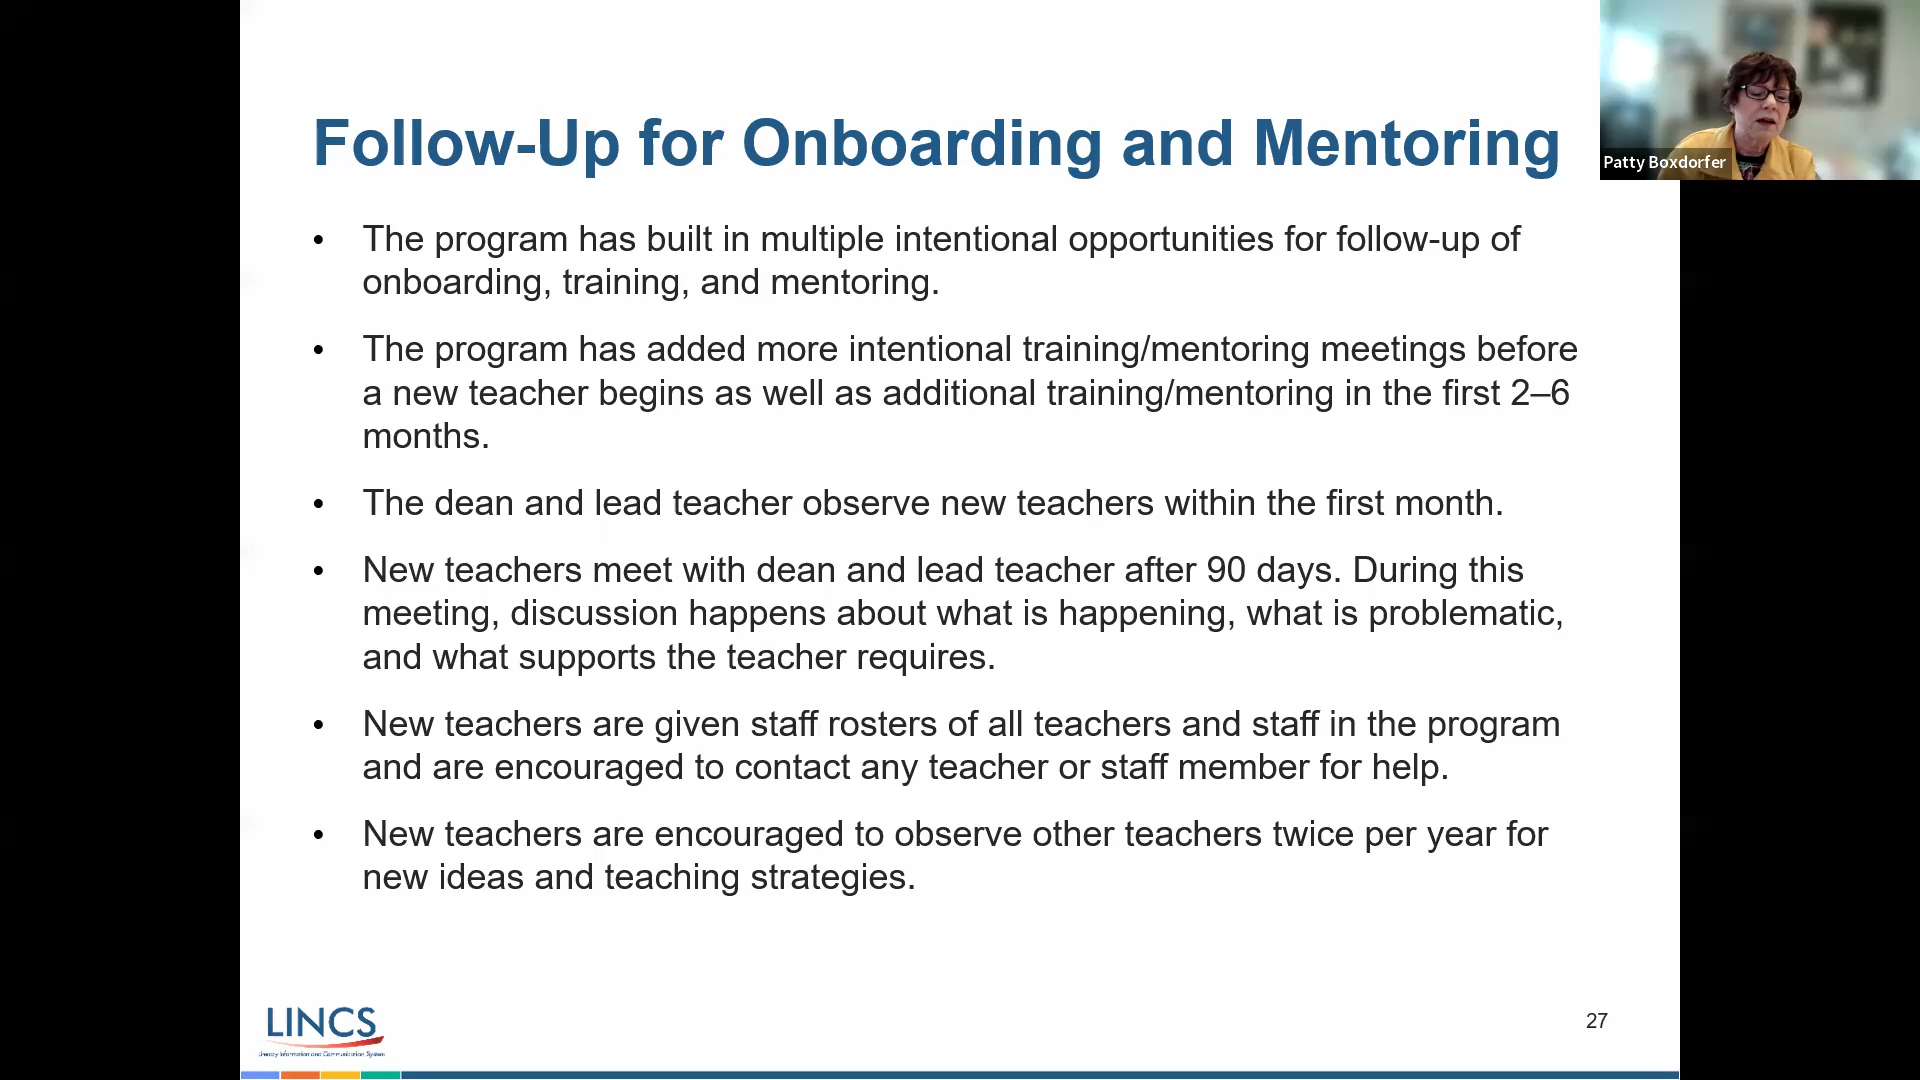 Follow-Up for Onboarding and Mentoring
Patty Boxdorfer
• The program has built in multiple intentional opportunities for follow-up of
onboarding, training, and mentoring.
• The program has added more intentional training/mentoring meetings before
a new teacher begins as well as additional training/mentoring in the first 2–6
months.
• The dean and lead teacher observe new teachers within the first month.
• New teachers meet with dean and lead teacher after 90 days. During this
meeting, discussion happens about what is happening, what is problematic,
and what supports the teacher requires.
• New teachers are given staff rosters of all teachers and staff in the program
and are encouraged to contact any teacher or staff member for help.
• New teachers are encouraged to observe other teachers twice per year for
new ideas and teaching strategies.
LINCS
Literacy Information and Communication System
27